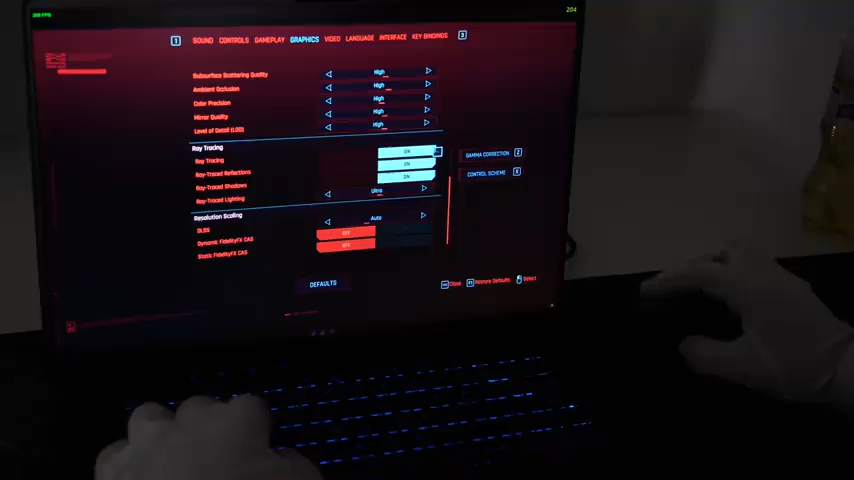 204
1 SOUND CONTROLS GAMEPLAY GRAPHICS VIDEO LANGUAGE INTERFACE KEY BINDINGS 3
Subsurface Scattering Quality High
Ambient Occlusion High
Color Precision High
Mirror Quality High
Level of Detail (LOD) High
Ray Tracing
Ray Tracing ON
Ray-Traced Reflections ON
Ray-Traced Shadows ON
Ray-Traced Lighting Ultra
Resolution Scaling
DLSS Auto
Dynamic FidelityFX CAS OFF
Static FidelityFX CAS OFF
GAMMA CORRECTION Z
CONTROL SCHEME X
DEFAULTS
Close F1 Restore Defaults Select